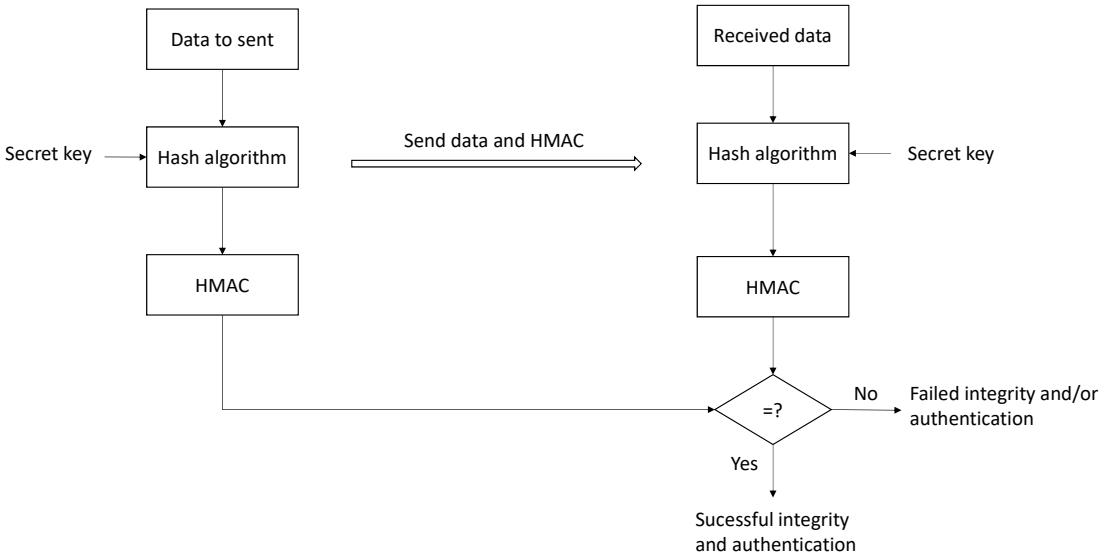 Data to sent
Received data
Send data and HMAC
Secret key
Hash algorithm
Hash algorithm
Secret key
HMAC
HMAC
=?
No
Failed integrity and/or
authentication
Yes
Sucessful integrity
and authentication